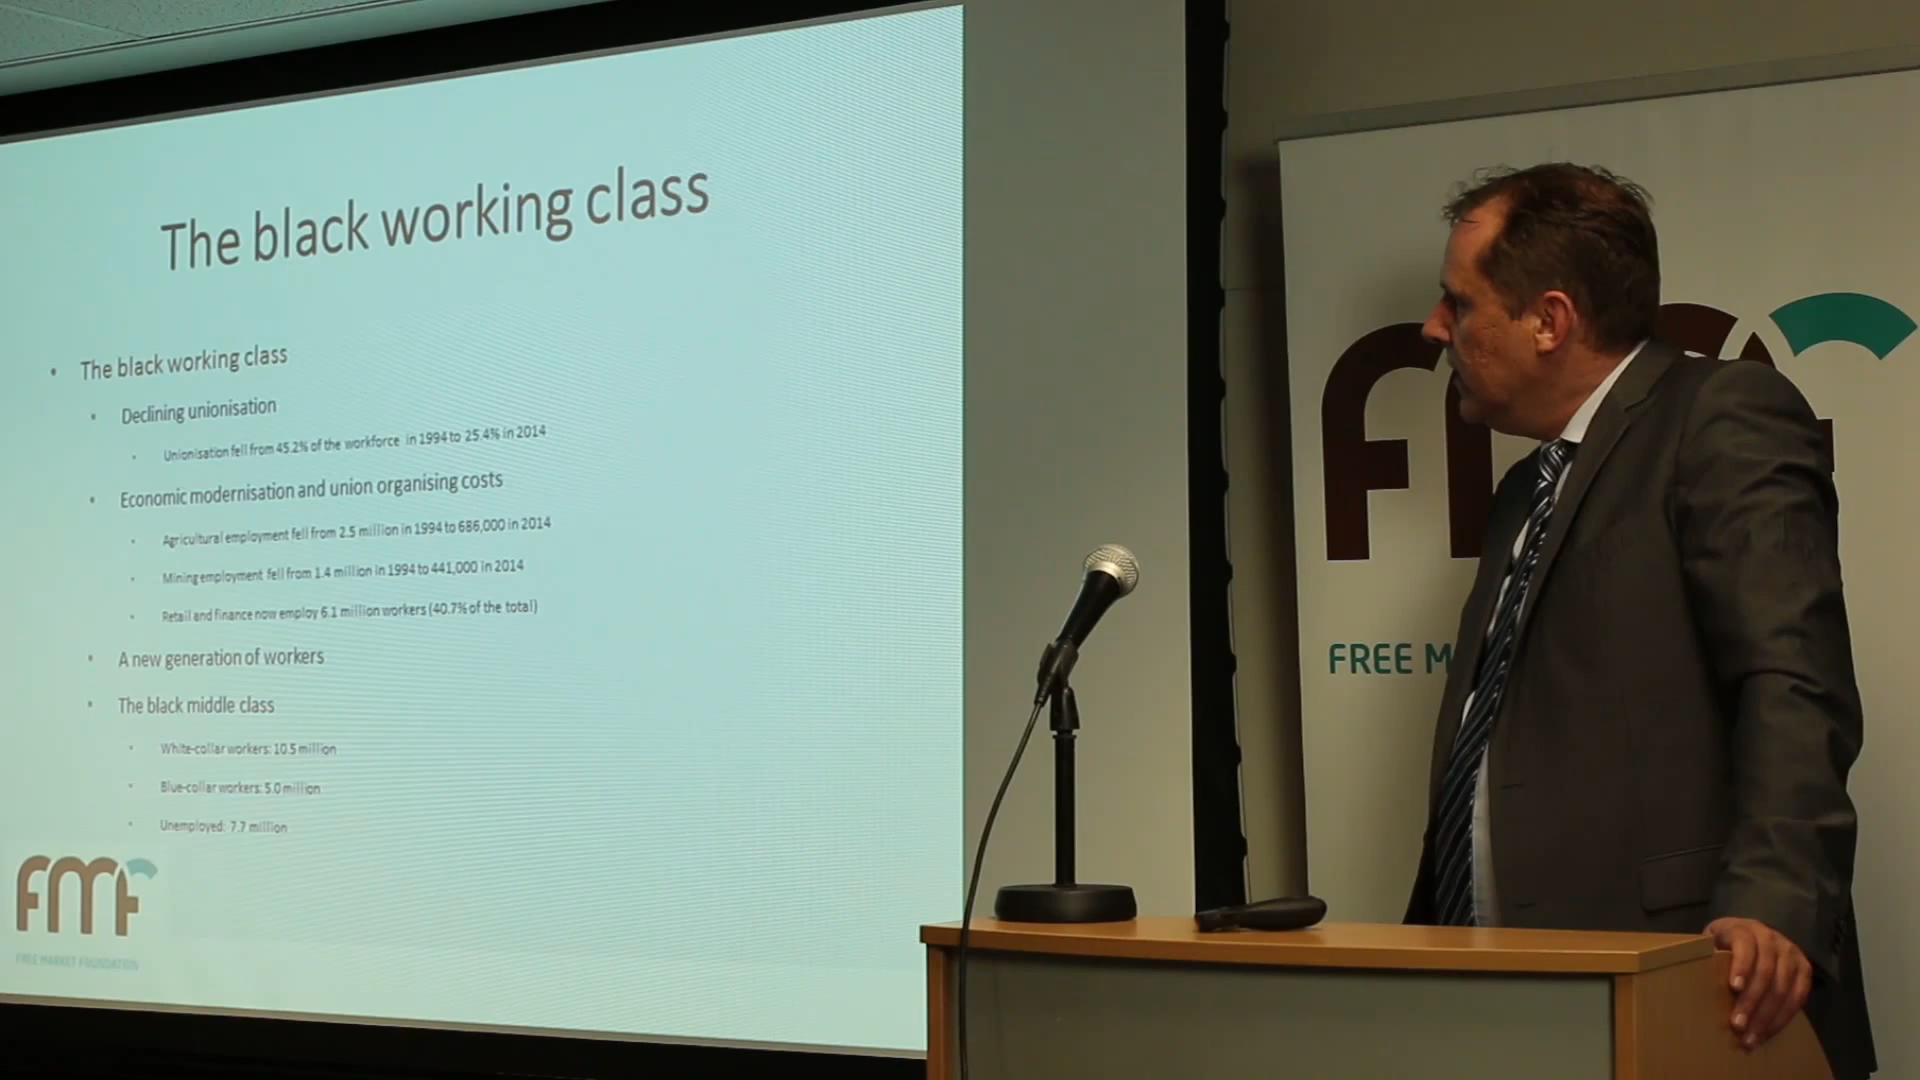 The black working class
• The black working class
• Declining unionisation
• Unionisation fell from 45.2% of the workforce in 1994 to 25.4% in 2014
• Economic modernisation and union organising costs
• Agricultural employment fell from 2.5 million in 1994 to 686,000 in 2014
• Mining employment fell from 1.4 million in 1994 to 441,000 in 2014
• Retail and finance now employ 6.1 million workers (40.7% of the total)
• A new generation of workers
• The black middle class
• White-collar workers: 10.5 million
• Blue-collar workers: 5.0 million
• Unemployed: 7.7 million
FMF
FREE MARKET FOUNDATION
FREE M